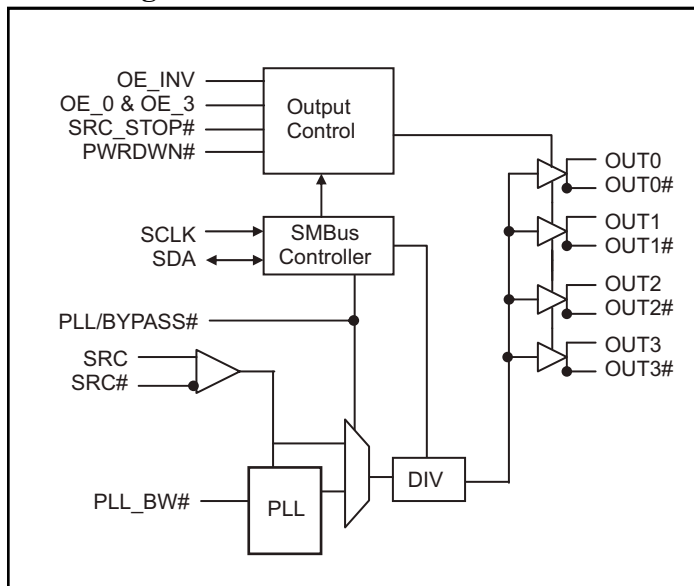 OE_INV
OE_0 & OE_3
SRC_STOP#
PWRDWN#
Output
Control
OUT0
OUT0#
OUT1
OUT1#
OUT2
OUT2#
OUT3
OUT3#
SCLK
SDA
SMBus
Controller
PLL/BYPASS#
SRC
SRC#
PLL_BW#
PLL
DIV